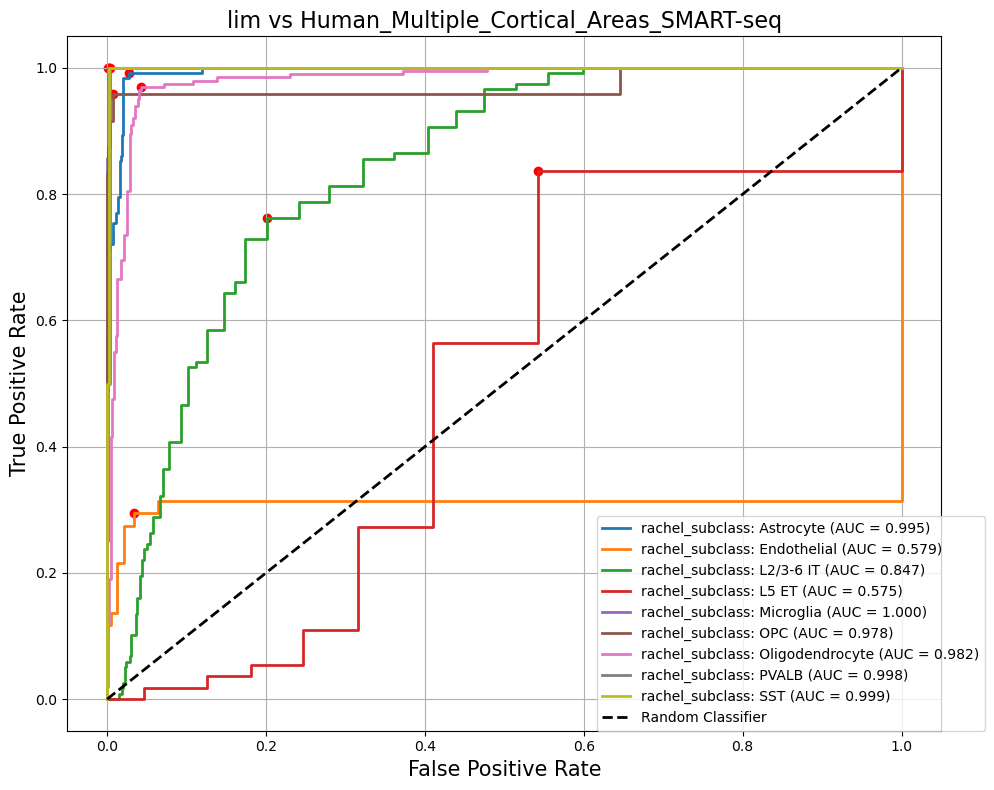 lim vs Human_Multiple_Cortical_Areas_SMART-seq
True Positive Rate
1.0
0.8
0.6
0.4
0.2
0.0
rachel_subclass: Astrocyte (AUC = 0.995)
rachel_subclass: Endothelial (AUC = 0.579)
rachel_subclass: L2/3-6 IT (AUC = 0.847)
rachel_subclass: L5 ET (AUC = 0.575)
rachel_subclass: Microglia (AUC = 1.000)
rachel_subclass: OPC (AUC = 0.978)
rachel_subclass: Oligodendrocyte (AUC = 0.982)
rachel_subclass: PVALB (AUC = 0.998)
rachel_subclass: SST (AUC = 0.999)
Random Classifier
0.0 0.2 0.4 0.6 0.8 1.0
False Positive Rate